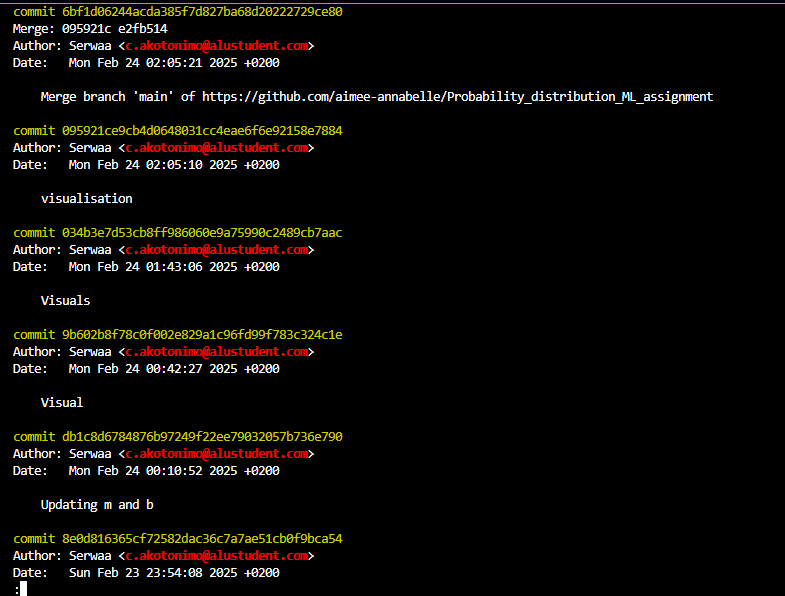 commit 6bf1d06244acda385f7d827ba68d20222729ce80
Merge: 095921c e2fb514
Author: Serwaa <c.akotonimo@alustudent.com>
Date:   Mon Feb 24 02:05:21 2025 +0200
Merge branch 'main' of https://github.com/aimee-annabelle/Probability_distribution_ML_assignment
commit 095921ce9cb4d0648031cc4eae6f6e92158e7884
Author: Serwaa <c.akotonimo@alustudent.com>
Date:   Mon Feb 24 02:05:10 2025 +0200
visualisation
commit 034b3e7d53cb8ff986060e9a75990c2489cb7aac
Author: Serwaa <c.akotonimo@alustudent.com>
Date:   Mon Feb 24 01:43:06 2025 +0200
Visuals
commit 9b602b8f78c0f002e829a1c96fd99f783c324c1e
Author: Serwaa <c.akotonimo@alustudent.com>
Date:   Mon Feb 24 00:42:27 2025 +0200
Visual
commit db1c8d6784876b97249f22ee79032057b736e790
Author: Serwaa <c.akotonimo@alustudent.com>
Date:   Mon Feb 24 00:10:52 2025 +0200
Updating m and b
commit 8e0d816365cf72582dac36c7a7ae51cb0f9bca54
Author: Serwaa <c.akotonimo@alustudent.com>
Date:   Sun Feb 23 23:54:08 2025 +0200
: